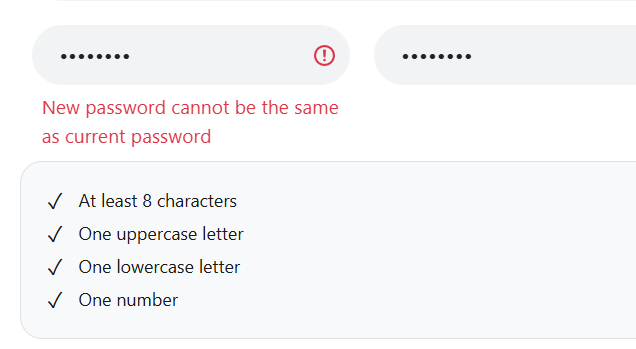 •••••••• ••••••••
New password cannot be the same
as current password
✓ At least 8 characters
✓ One uppercase letter
✓ One lowercase letter
✓ One number